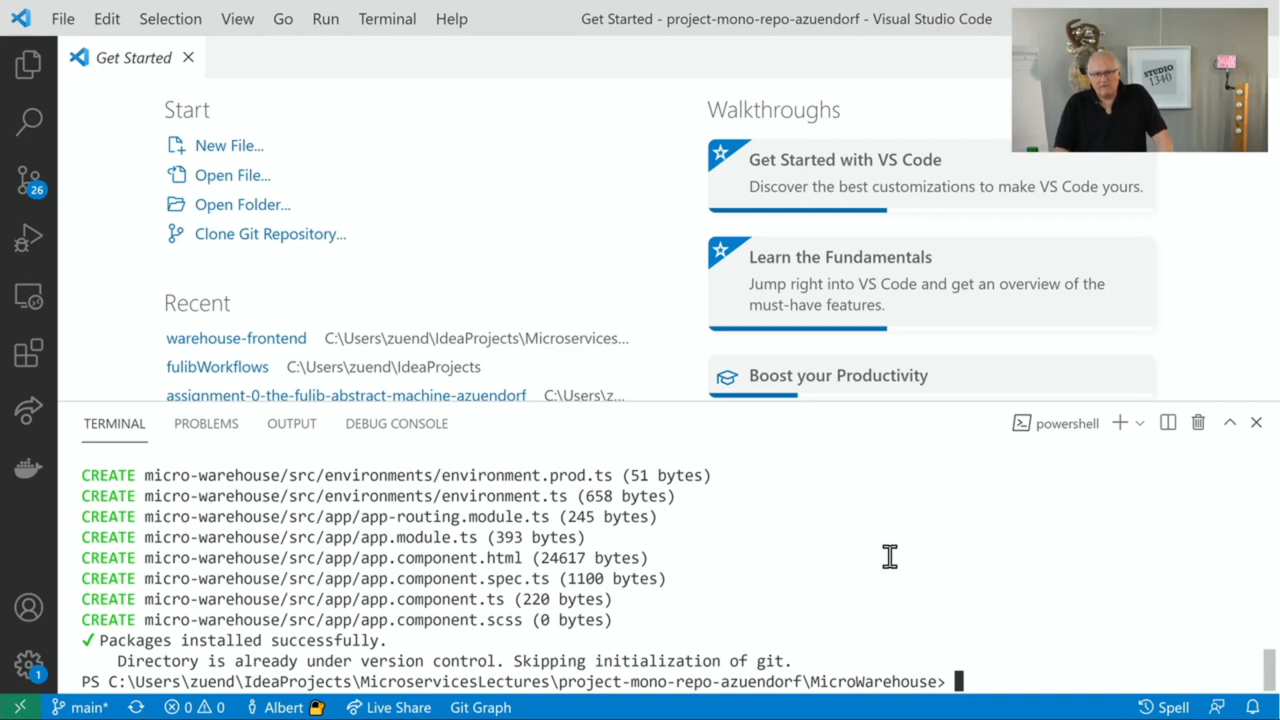 File Edit Selection View Go Run Terminal Help Get Started - project-mono-repo-azuendorf - Visual Studio Code
Get Started
STUDIO
1340
Start
New File...
Open File...
Open Folder...
Clone Git Repository...
Recent
warehouse-frontend C:\Users\zuend\IdeaProjects\Microservices...
fulibWorkflows C:\Users\zuend\IdeaProjects
assignment-0-the-fulib-abstract-machine-azuendorf C:\Users\z...
Walkthroughs
Get Started with VS Code
Discover the best customizations to make VS Code yours.
Learn the Fundamentals
Jump right into VS Code and get an overview of the
must-have features.
Boost your Productivity
26
TERMINAL PROBLEMS OUTPUT DEBUG CONSOLE powershell
CREATE micro-warehouse/src/environments/environment.prod.ts (51 bytes)
CREATE micro-warehouse/src/environments/environment.ts (658 bytes)
CREATE micro-warehouse/src/app/app-routing.module.ts (245 bytes)
CREATE micro-warehouse/src/app/app.module.ts (393 bytes)
CREATE micro-warehouse/src/app/app.component.html (24617 bytes)
CREATE micro-warehouse/src/app/app.component.spec.ts (1100 bytes)
CREATE micro-warehouse/src/app/app.component.ts (220 bytes)
CREATE micro-warehouse/src/app/app.component.scss (0 bytes)
✓ Packages installed successfully.
Directory is already under version control. Skipping initialization of git.
PS C:\Users\zuend\IdeaProjects\MicroservicesLectures\project-mono-repo-azuendorf\MicroWarehouse>
1
main* 0 0 Albert Live Share Git Graph Spell